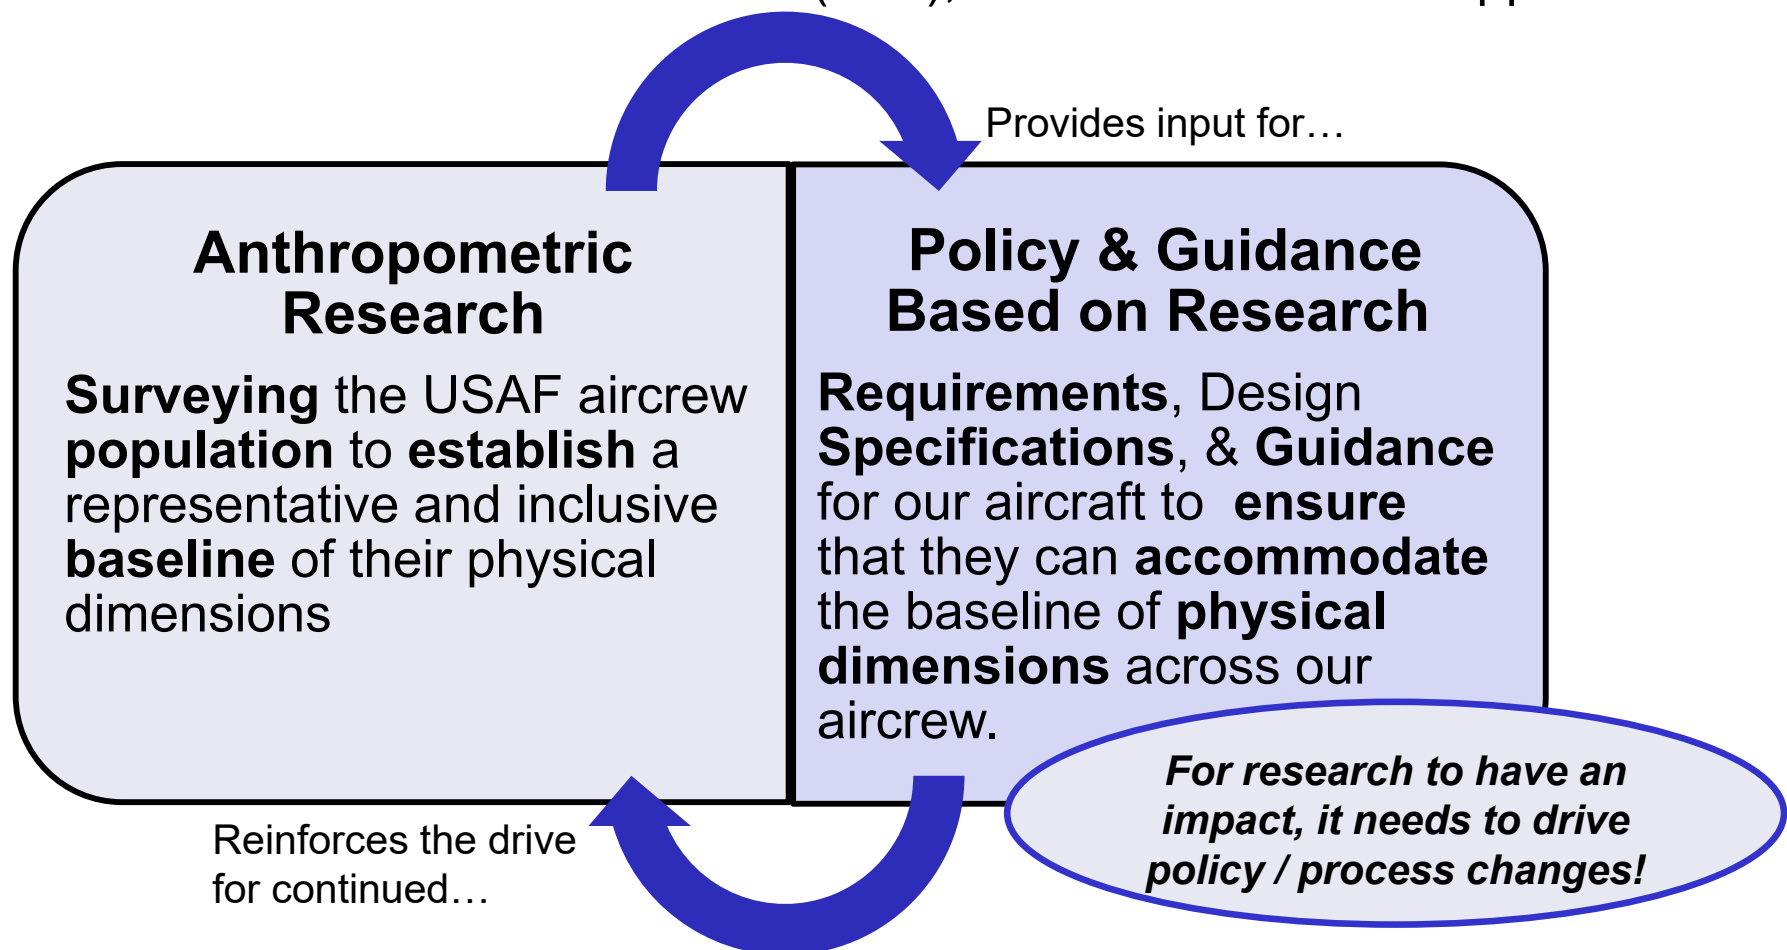 Provides input for…
Anthropometric
Research
Surveying the USAF aircrew
population to establish a
representative and inclusive
baseline of their physical
dimensions
Policy & Guidance
Based on Research
Requirements, Design
Specifications, & Guidance
for our aircraft to ensure
that they can accommodate
the baseline of physical
dimensions across our
aircrew.
For research to have an
impact, it needs to drive
policy / process changes!
Reinforces the drive
for continued…